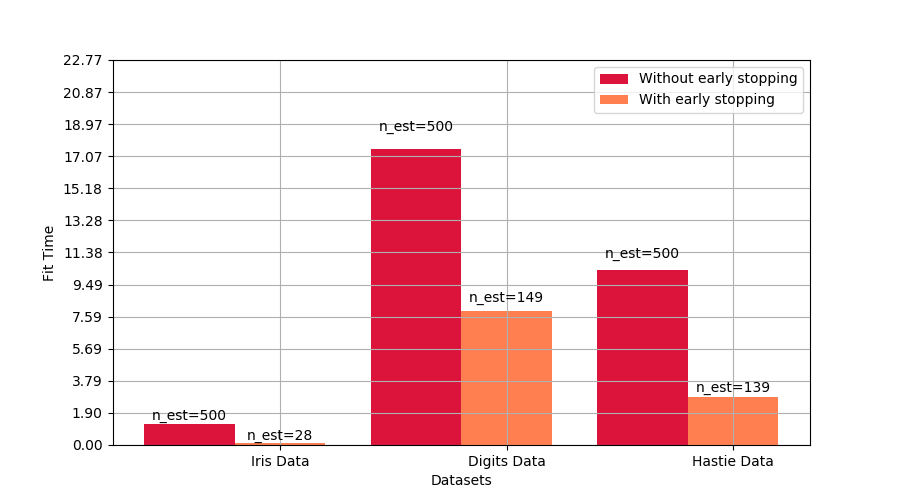 22.77
20.87
18.97
17.07
15.18
13.28
11.38
9.49
7.59
5.69
3.79
1.90
0.00
Fit Time
Without early stopping
With early stopping
n_est=500
n_est=28
n_est=500
n_est=149
n_est=500
n_est=139
Iris Data
Digits Data
Hastie Data
Datasets